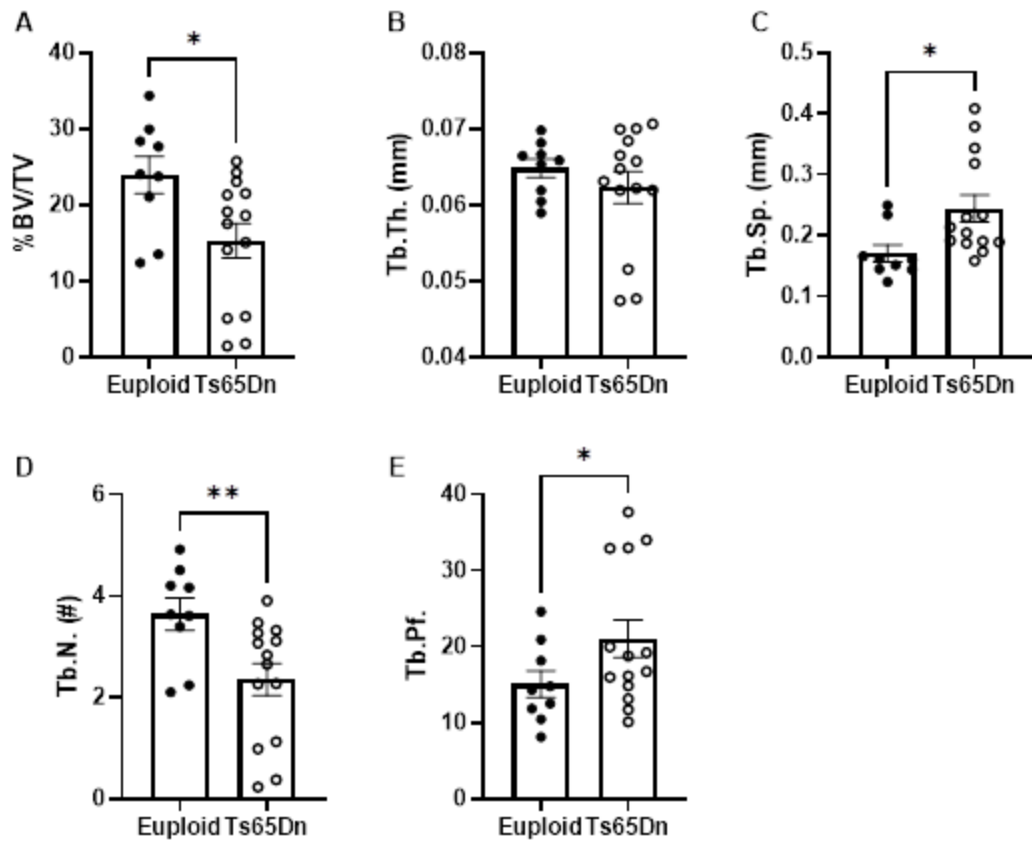 A
B
C
*
*
40
30
20
10
0
%BV/TV
Euploid Ts65Dn
0.08
0.07
0.06
0.05
0.04
Tb.Th. (mm)
Euploid Ts65Dn
0.5
0.4
0.3
0.2
0.1
0.0
Tb.Sp. (mm)
Euploid Ts65Dn
D
E
**
*
6
4
2
0
Tb.N. (#)
Euploid Ts65Dn
40
30
20
10
0
Tb.Pf.
Euploid Ts65Dn